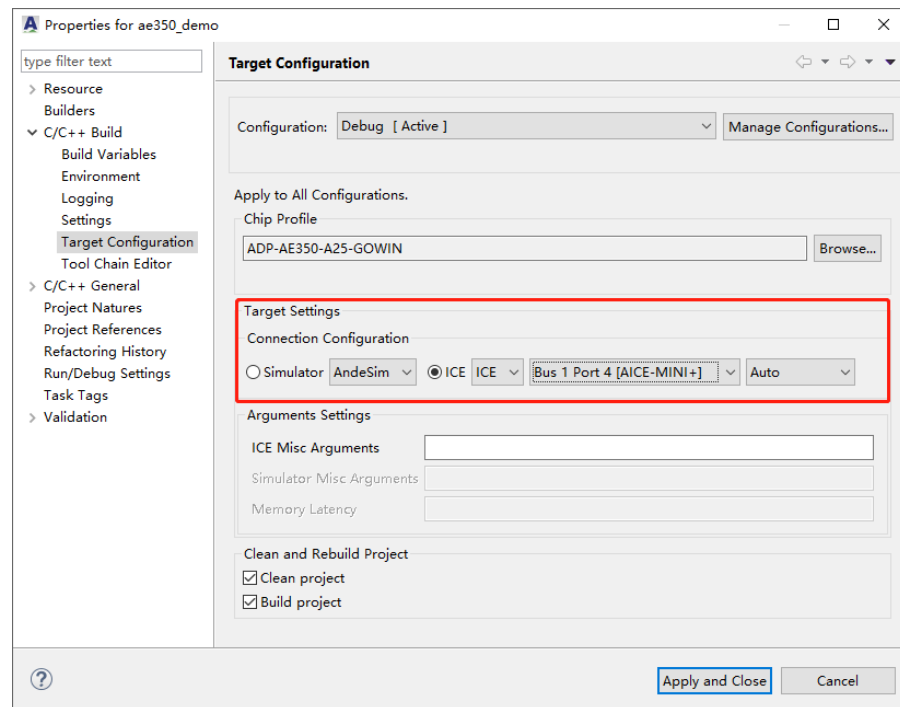 Properties for ae350_demo
type filter text
Resource
Builders
C/C++ Build
Build Variables
Environment
Logging
Settings
Target Configuration
Tool Chain Editor
C/C++ General
Project Natures
Project References
Refactoring History
Run/Debug Settings
Task Tags
Validation
Target Configuration
Configuration: Debug [ Active ] Manage Configurations...
Apply to All Configurations.
Chip Profile
ADP-AE350-A25-GOWIN Browse...
Target Settings
Connection Configuration
Simulator AndeSim ICE ICE Bus 1 Port 4 [AICE-MINI+] Auto
Arguments Settings
ICE Misc Arguments
Simulator Misc Arguments
Memory Latency
Clean and Rebuild Project
Clean project
Build project
Apply and Close Cancel